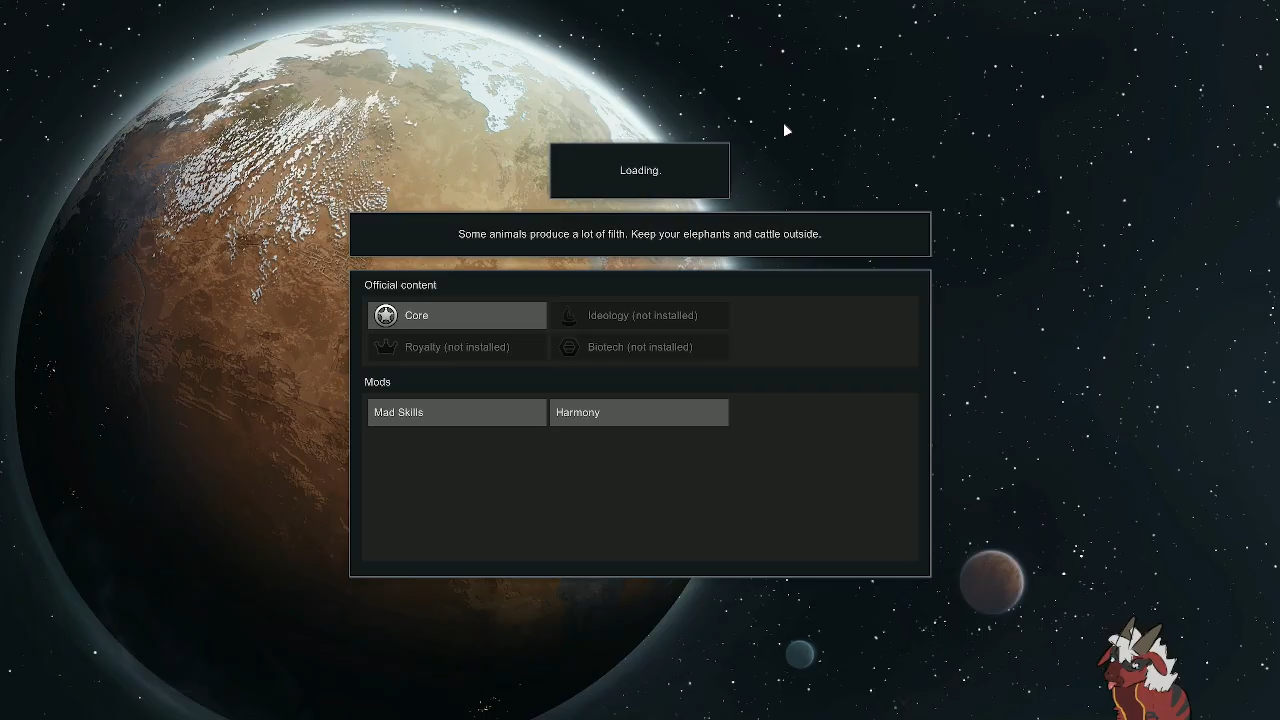 Loading.
Some animals produce a lot of filth. Keep your elephants and cattle outside.
Official content
Core
Ideology (not installed)
Royalty (not installed)
Biotech (not installed)
Mods
Mad Skills
Harmony